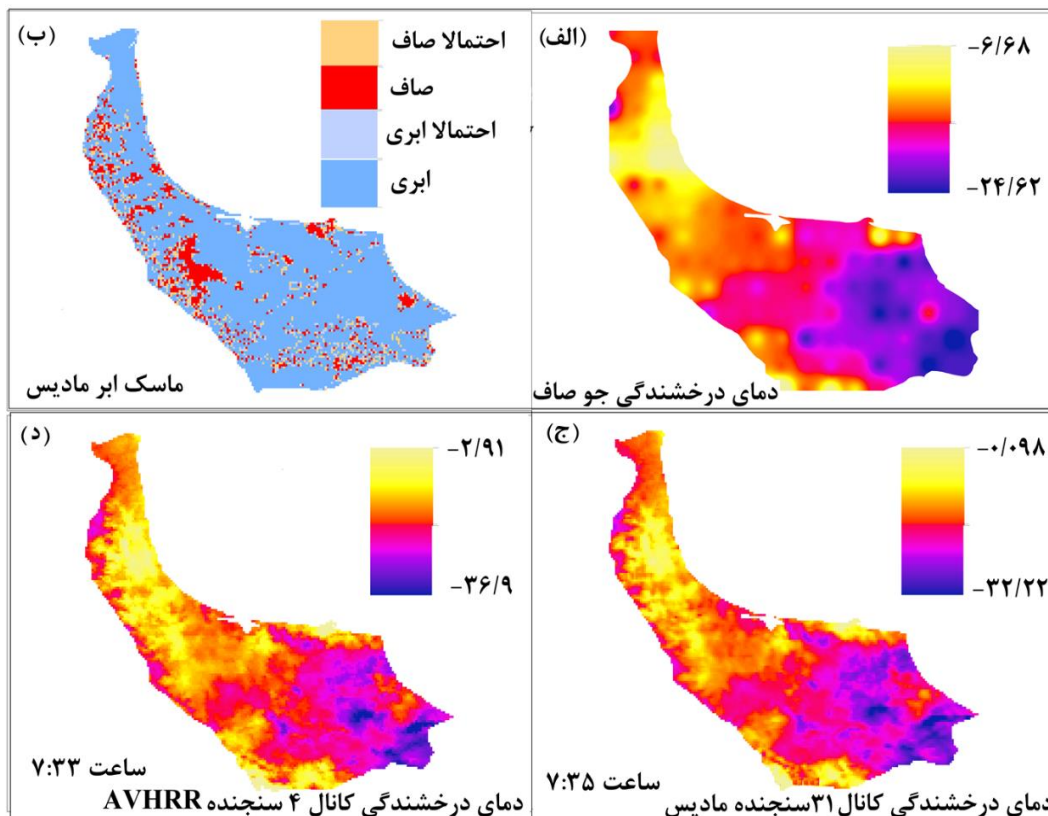 (الف)
-۶/۶۸
-۲۴/۶۲
دمای درخشندگی جو صاف
(ب)
احتمالا صاف
صاف
احتمالا ابری
ابری
ماسک ابر مادیس
(ج)
-۰/۰۹۸
-۳۲/۲۲
ساعت ۷:۳۵
دمای درخشندگی کانال ۳۱ سنجنده مادیس
(د)
-۲/۹۱
-۳۶/۹
ساعت ۷:۳۳
دمای درخشندگی کانال ۴ سنجنده AVHRR